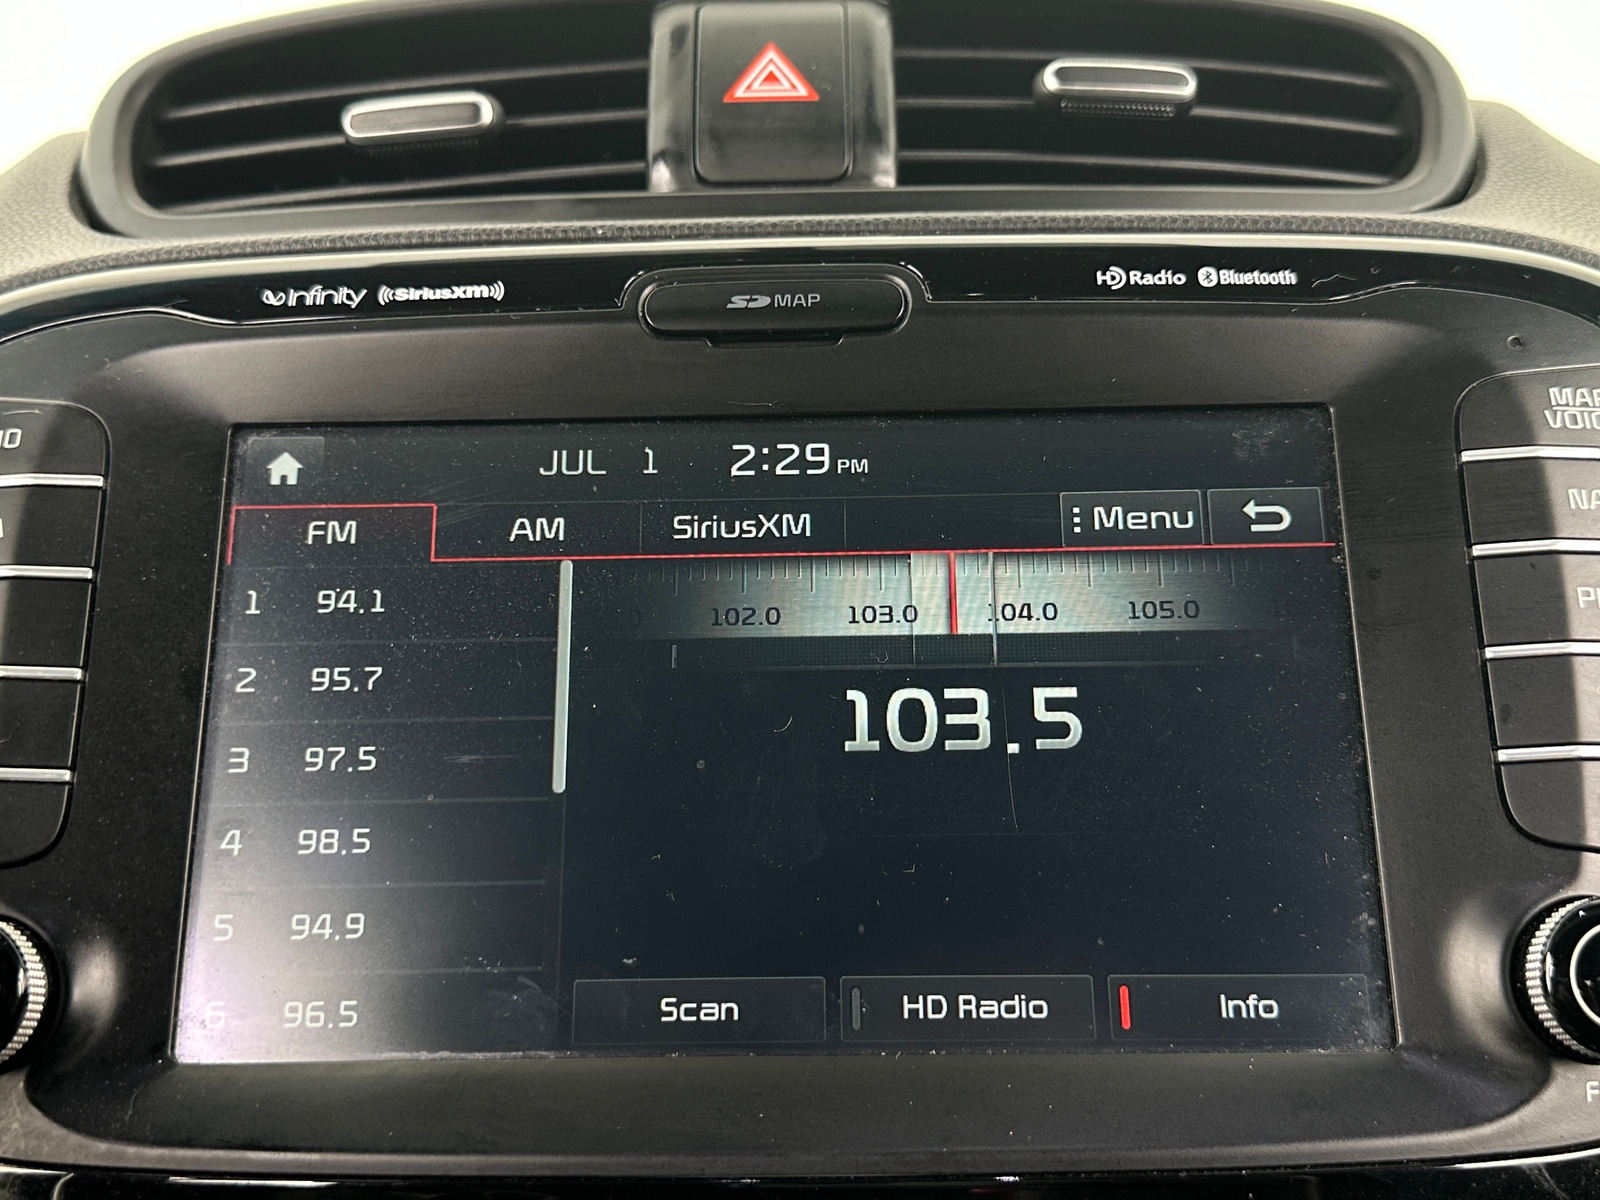 Infinity ((SiriusXM)) SD MAP HD Radio Bluetooth
JUL 1 2:29 PM
FM AM SiriusXM Menu
102.0 103.0 104.0 105.0
103.5
1 94.1
2 95.7
3 97.5
4 98.5
5 94.9
6 96.5
Scan HD Radio Info